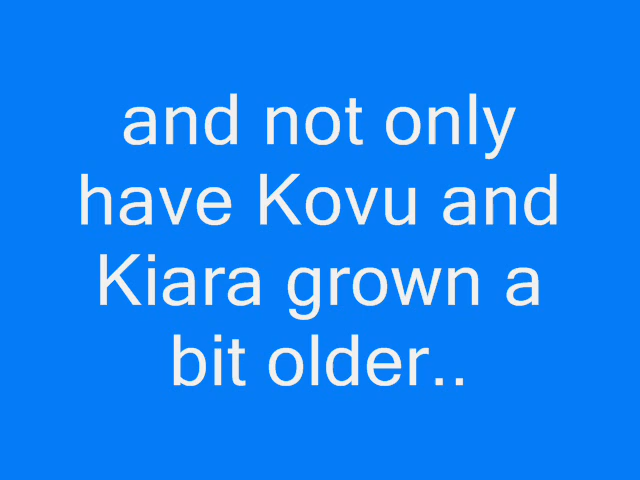 and not only
have Kovu and
Kiara grown a
bit older..